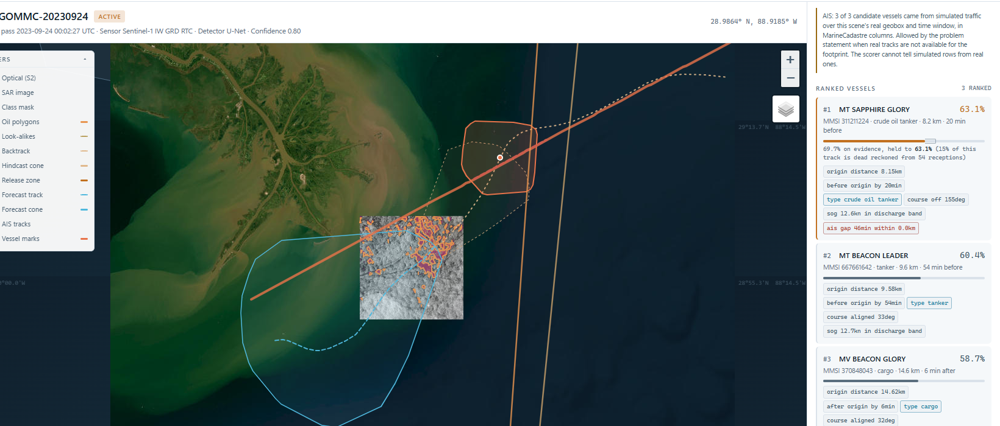 GOMMC-20230924 ACTIVE
pass 2023-09-24 00:02:27 UTC · Sensor Sentinel-1 IW GRD RTC · Detector U-Net · Confidence 0.80
28.9864° N, 88.9185° W
ERS -
Optical (S2)
SAR image
Class mask
Oil polygons
Look-alikes
Backtrack
Hindcast cone
Release zone
Forecast track
Forecast cone
AIS tracks
Vessel marks
+
−
29°13.7'N 88°14.5'W
28°55.3'N 88°14.5'W
9°00.0'W
AIS: 3 of 3 candidate vessels came from simulated traffic
over this scene's real geobox and time window, in
MarineCadastre columns. Allowed by the problem
statement when real tracks are not available for the
footprint. The scorer cannot tell simulated rows from real
ones.
RANKED VESSELS 3 RANKED
#1 MT SAPPHIRE GLORY 63.1%
MMSI 311211224 · crude oil tanker · 8.2 km · 20 min
before
69.7% on evidence, held to 63.1% (15% of this
track is dead reckoned from 54 receptions)
origin distance 8.15km
before origin by 20min
type crude oil tanker course off 155deg
sog 12.6kn in discharge band
ais gap 46min within 0.0km
#2 MT BEACON LEADER 60.4%
MMSI 667661642 · tanker · 9.6 km · 54 min before
origin distance 9.58km
before origin by 54min type tanker
course aligned 33deg
sog 12.7kn in discharge band
#3 MV BEACON GLORY 58.7%
MMSI 370848043 · cargo · 14.6 km · 6 min after
origin distance 14.62km
after origin by 6min type cargo
course aligned 32deg